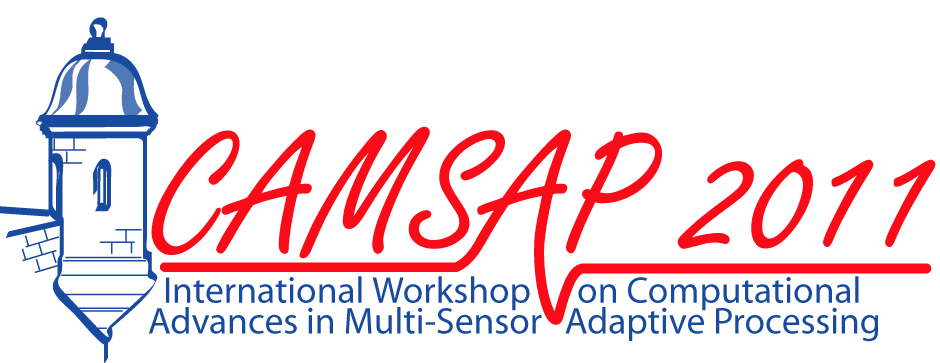 CAMSAP 2011
International Workshop on Computational
Advances in Multi-Sensor Adaptive Processing